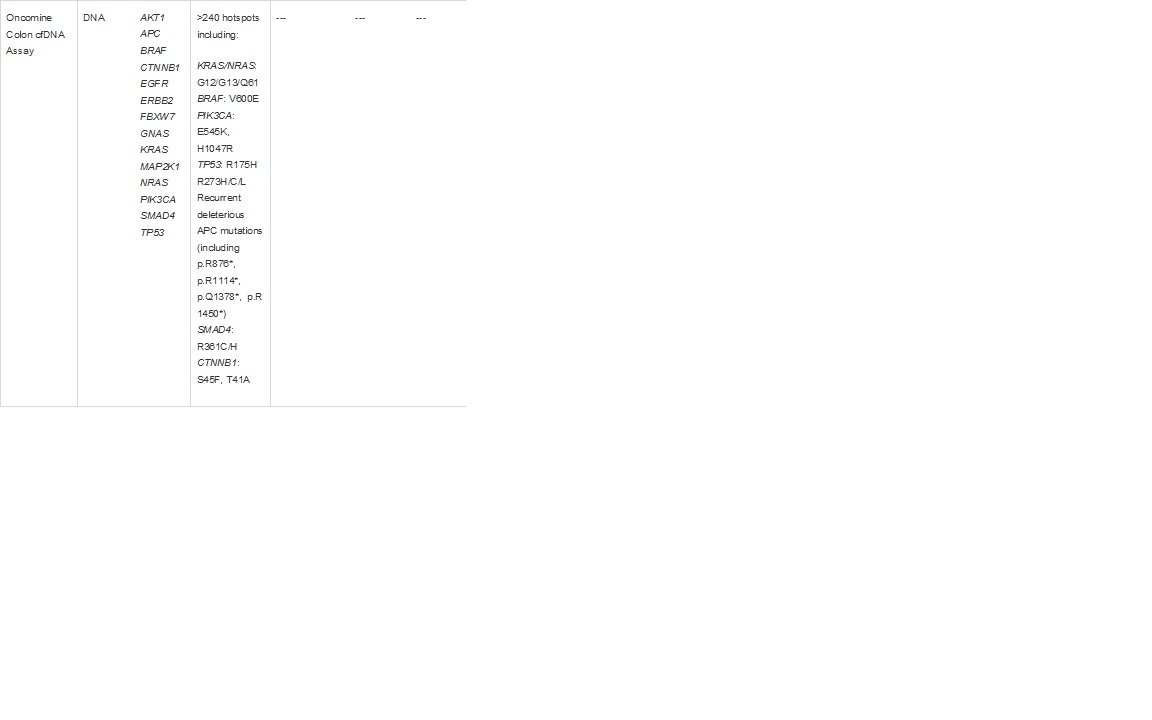 Oncomine
Colon cfDNA
Assay
DNA
AKT1
APC
BRAF
CTNNB1
EGFR
ERBB2
FBXW7
GNAS
KRAS
MAP2K1
NRAS
PIK3CA
SMAD4
TP53
>240 hotspots
including:
KRAS/NRAS:
G12/G13/Q61
BRAF: V600E
PIK3CA:
E545K,
H1047R
TP53: R175H
R273H/C/L
Recurrent
deleterious
APC mutations
(including
p.R876*,
p.R1114*,
p.Q1378*, p.R
1450*)
SMAD4:
R361C/H
CTNNB1:
S45F, T41A
---
---
---